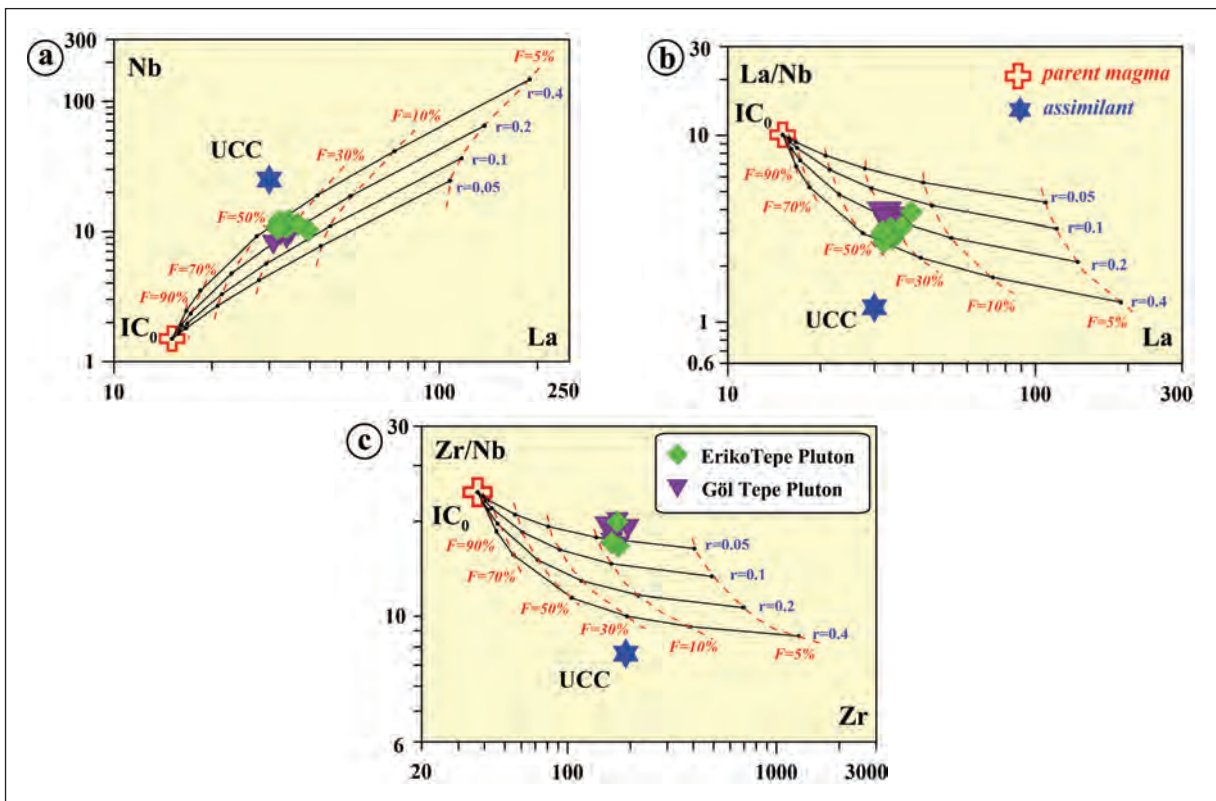 a
300
100
10
1
Nb
F=5%
r=0.4
F=10%
r=0.2
UCC
F=30%
r=0.1
r=0.05
F=50%
F=70%
F=90%
IC0
La
10
100
250
b
30
10
1
0.6
La/Nb
parent magma
assimilant
IC0
F=90%
F=70%
r=0.05
r=0.1
F=50%
r=0.2
F=30%
F=10%
r=0.4
UCC
F=5%
La
10
100
300
c
30
10
6
Zr/Nb
ErikoTepe Pluton
Göl Tepe Pluton
IC0
F=90%
r=0.05
F=70%
r=0.1
F=50%
r=0.2
F=30%
r=0.4
F=10%
F=5%
UCC
Zr
20
100
1000
3000